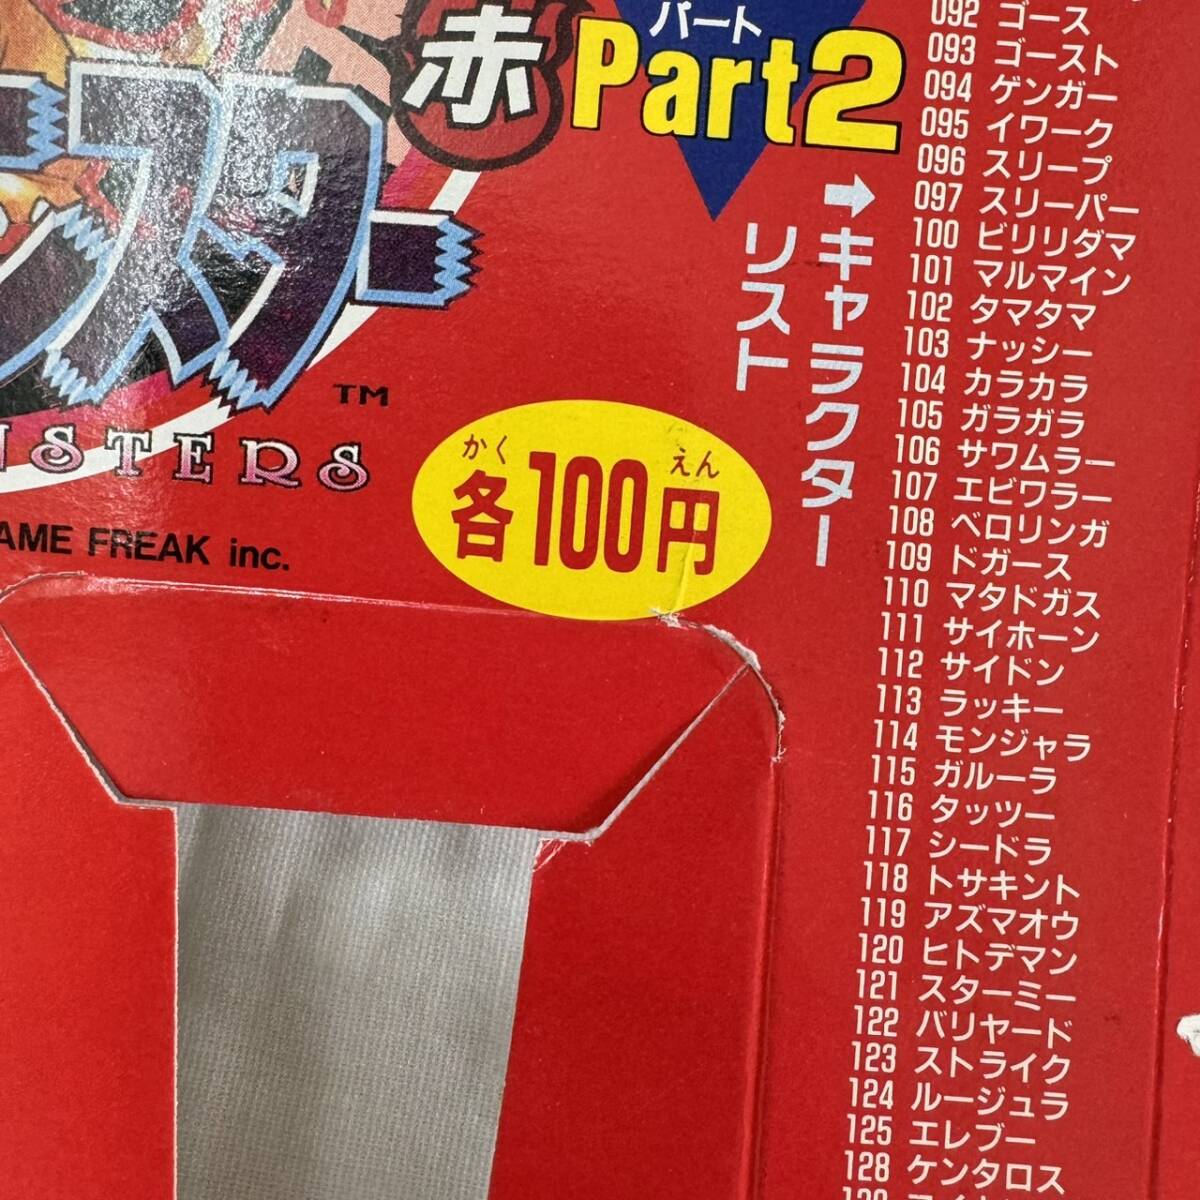 赤
パート
Part2
スター
TM
NSTERS
AME FREAK inc.
かく えん
各100円
➡キャラクター
リスト
092 ゴース
093 ゴースト
094 ゲンガー
095 イワーク
096 スリープ
097 スリーパー
100 ビリリダマ
101 マルマイン
102 タマタマ
103 ナッシー
104 カラカラ
105 ガラガラ
106 サワムラー
107 エビワラー
108 ベロリンガ
109 ドガース
110 マタドガス
111 サイホーン
112 サイドン
113 ラッキー
114 モンジャラ
115 ガルーラ
116 タッツー
117 シードラ
118 トサキント
119 アズマオウ
120 ヒトデマン
121 スターミー
122 バリヤード
123 ストライク
124 ルージュラ
125 エレブー
128 ケンタロス